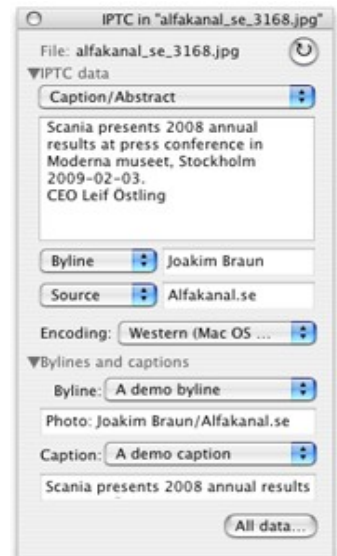 IPTC in "alfakanal_se_3168.jpg"
File: alfakanal_se_3168.jpg
IPTC data
Caption/Abstract
Scania presents 2008 annual
results at press conference in
Moderna museet, Stockholm
2009-02-03.
CEO Leif Östling
Byline Joakim Braun
Source Alfakanal.se
Encoding: Western (Mac OS ...
Bylines and captions
Byline: A demo byline
Photo: Joakim Braun/Alfakanal.se
Caption: A demo caption
Scania presents 2008 annual results
All data...